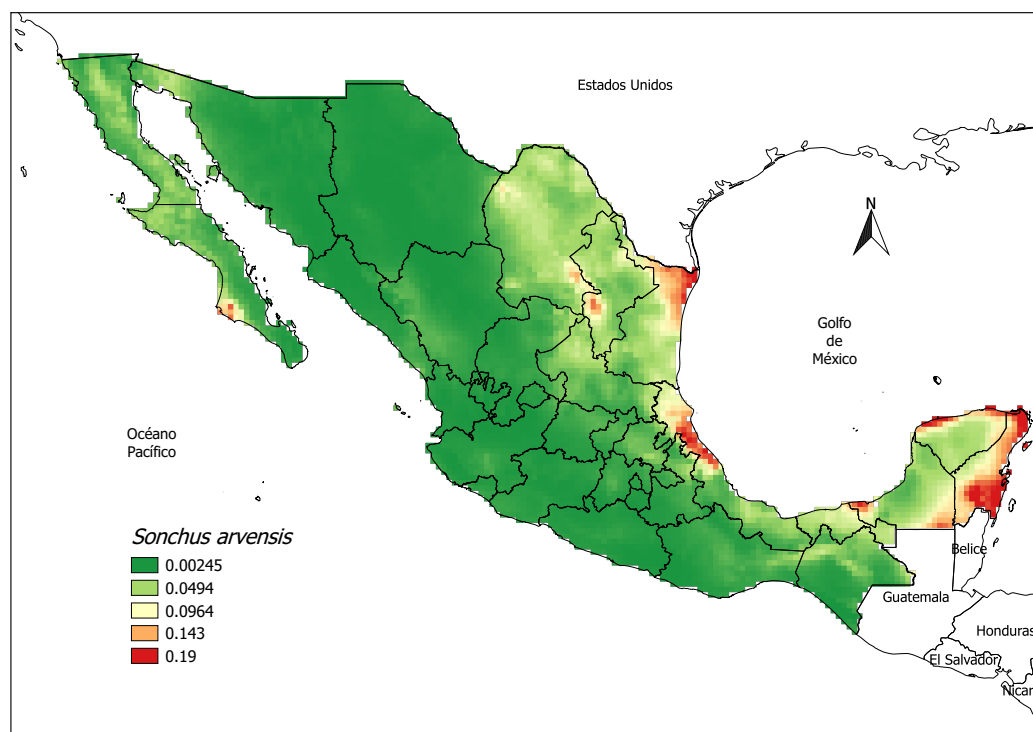 Estados Unidos
N
Golfo
de
México
Océano
Pacífico
Sonchus arvensis
0.00245
0.0494
0.0964
0.143
0.19
Belice
Guatemala
Honduras
El Salvador
Nicar